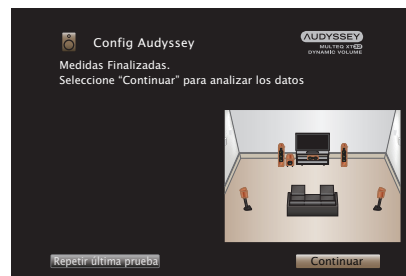 Config Audyssey
AUDYSSEY
MULTEQ XT32
DYNAMIC VOLUME
Medidas Finalizadas.
Seleccione “Continuar” para analizar los datos
Repetir última prueba
Continuar